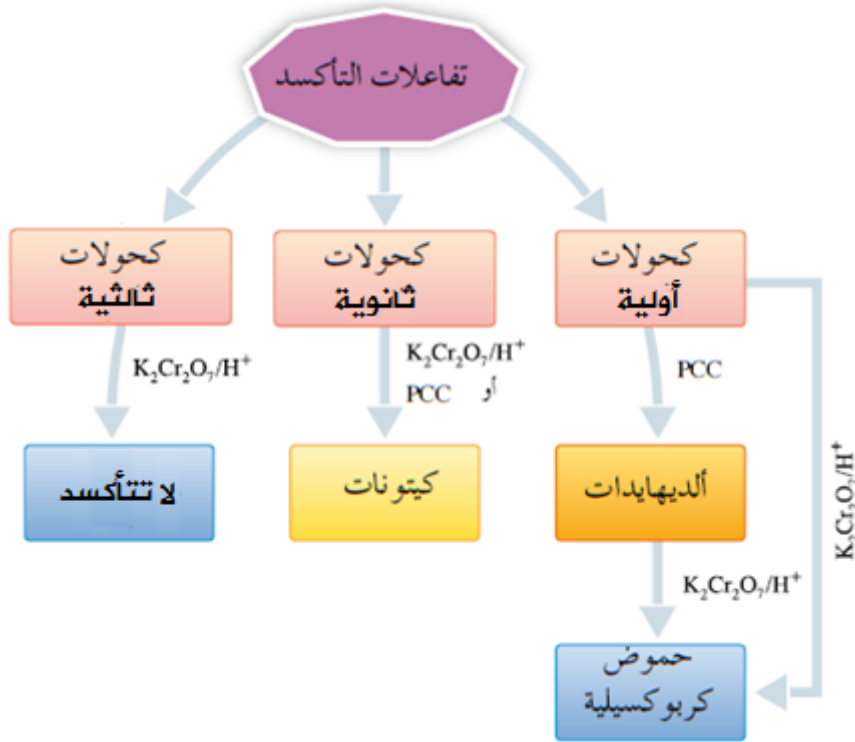 تفاعلات التأكسد
كحولات
أولية
كحولات
ثانوية
كحولات
ثالثية
PCC
K₂Cr₂O₇/H⁺
K₂Cr₂O₇/H⁺
أو PCC
K₂Cr₂O₇/H⁺
ألديهايدات
كيتونات
لا تتأكسد
K₂Cr₂O₇/H⁺
حموض
كربوكسيلية